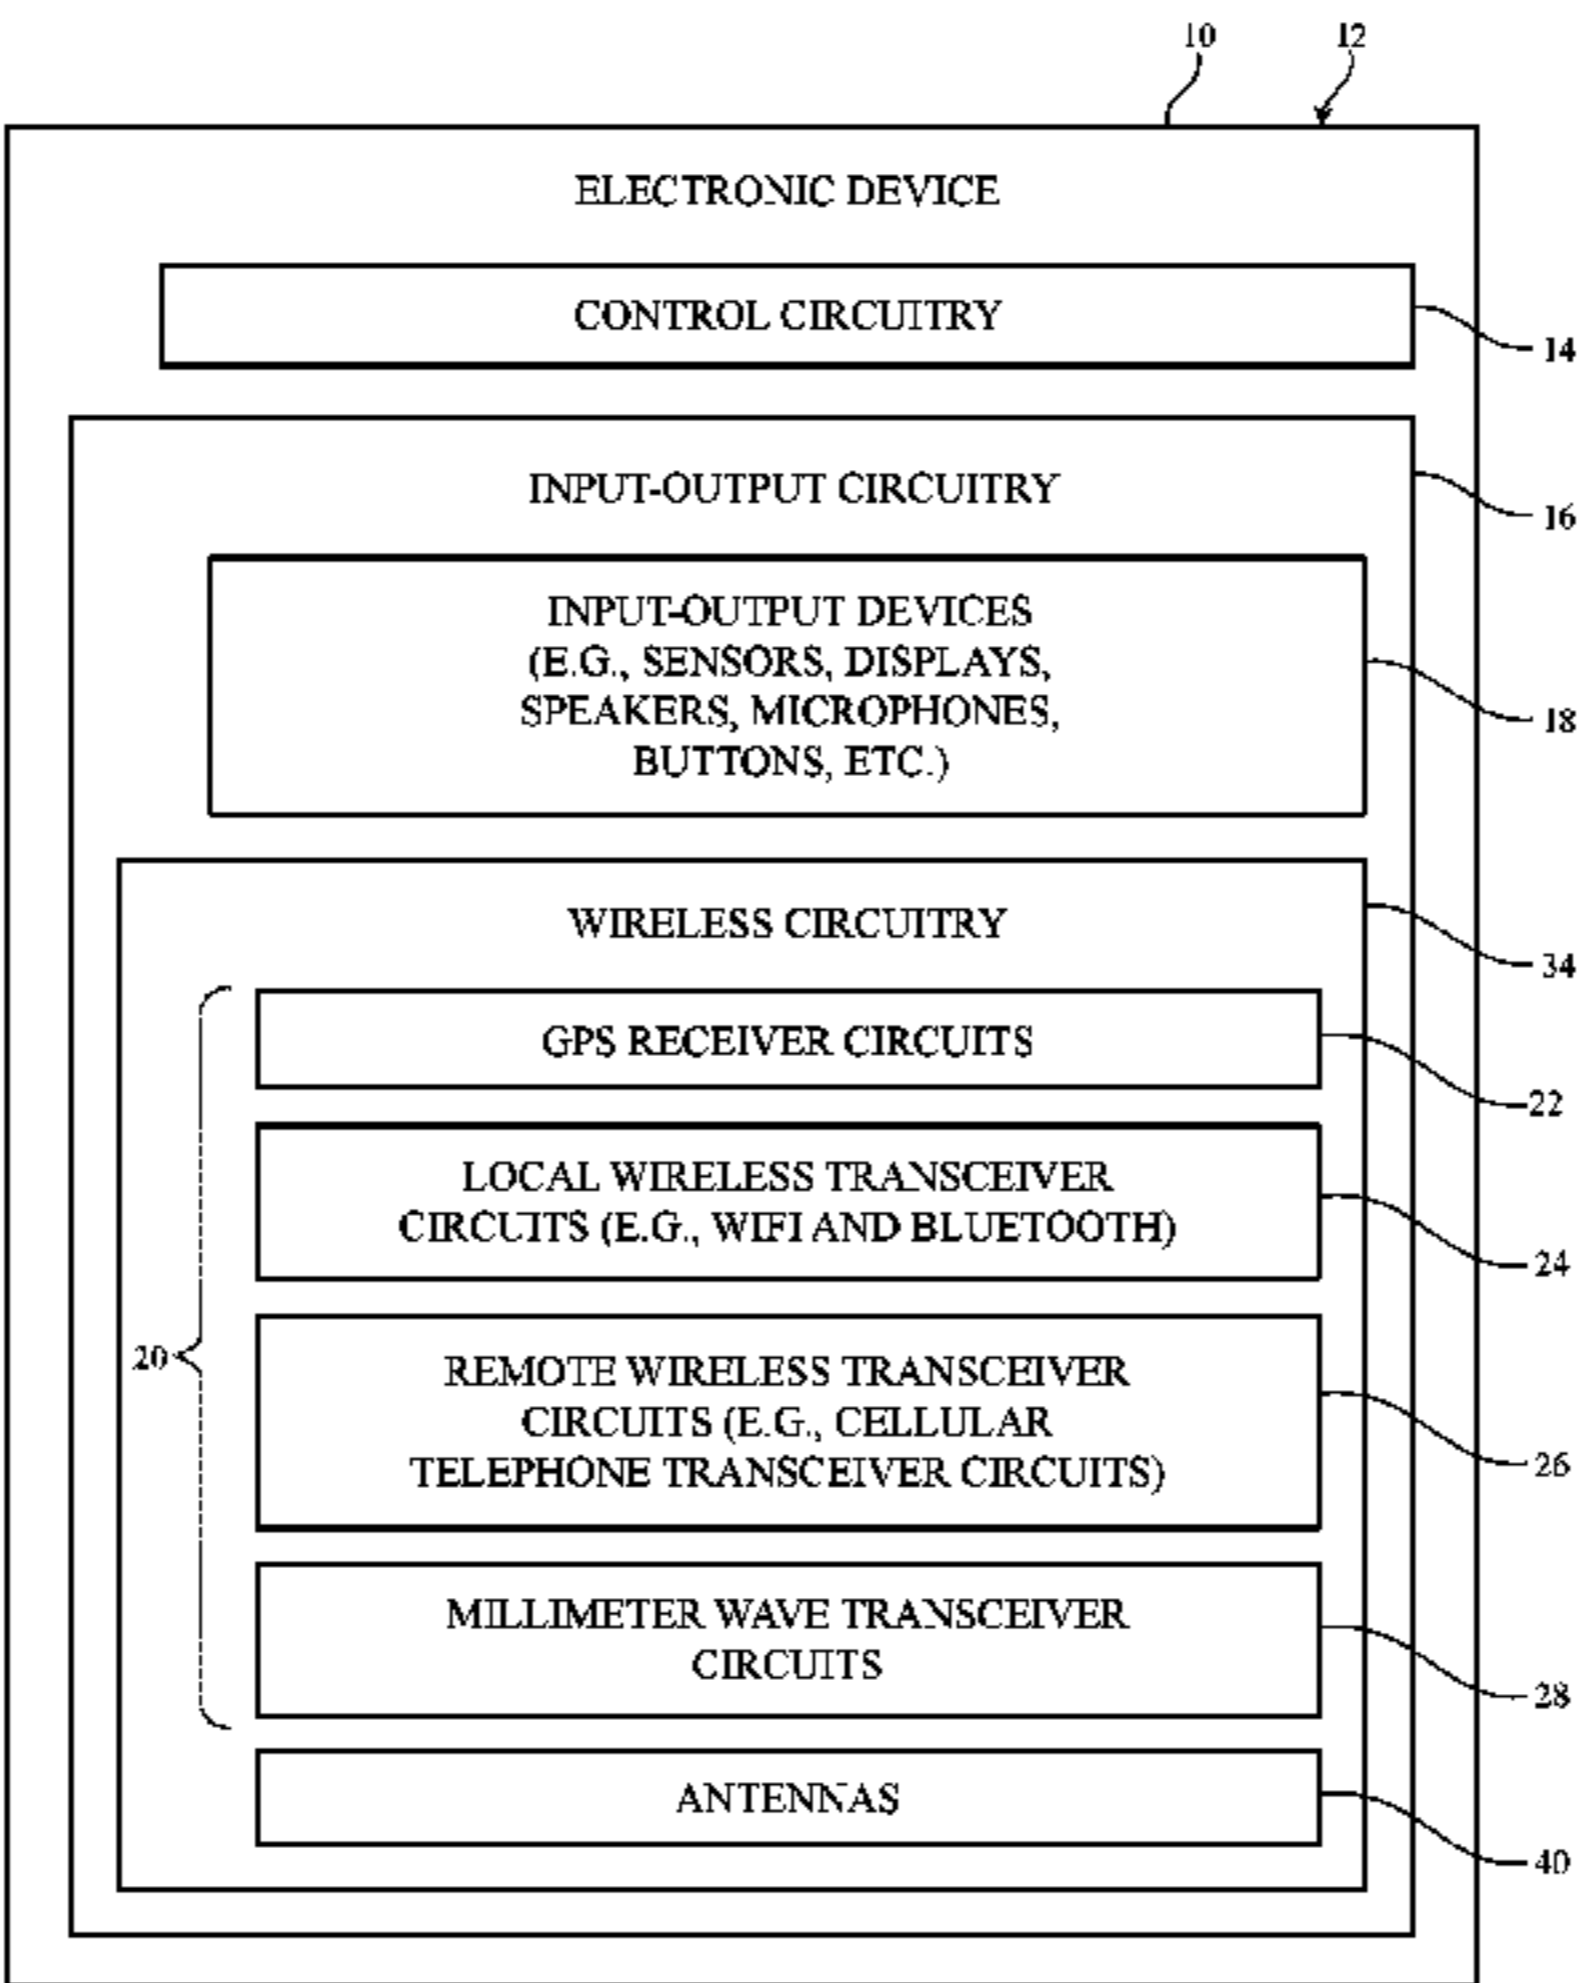 10 12
ELECTRONIC DEVICE
CONTROL CIRCUITRY
14
INPUT-OUTPUT CIRCUITRY
16
INPUT-OUTPUT DEVICES
(E.G., SENSORS, DISPLAYS,
SPEAKERS, MICROPHONES,
BUTTONS, ETC.)
18
WIRELESS CIRCUITRY
34
GPS RECEIVER CIRCUITS
22
LOCAL WIRELESS TRANSCEIVER
CIRCUITS (E.G., WIFI AND BLUETOOTH)
24
20
REMOTE WIRELESS TRANSCEIVER
CIRCUITS (E.G., CELLULAR
TELEPHONE TRANSCEIVER CIRCUITS)
26
MILLIMETER WAVE TRANSCEIVER
CIRCUITS
28
ANTENNAS
40